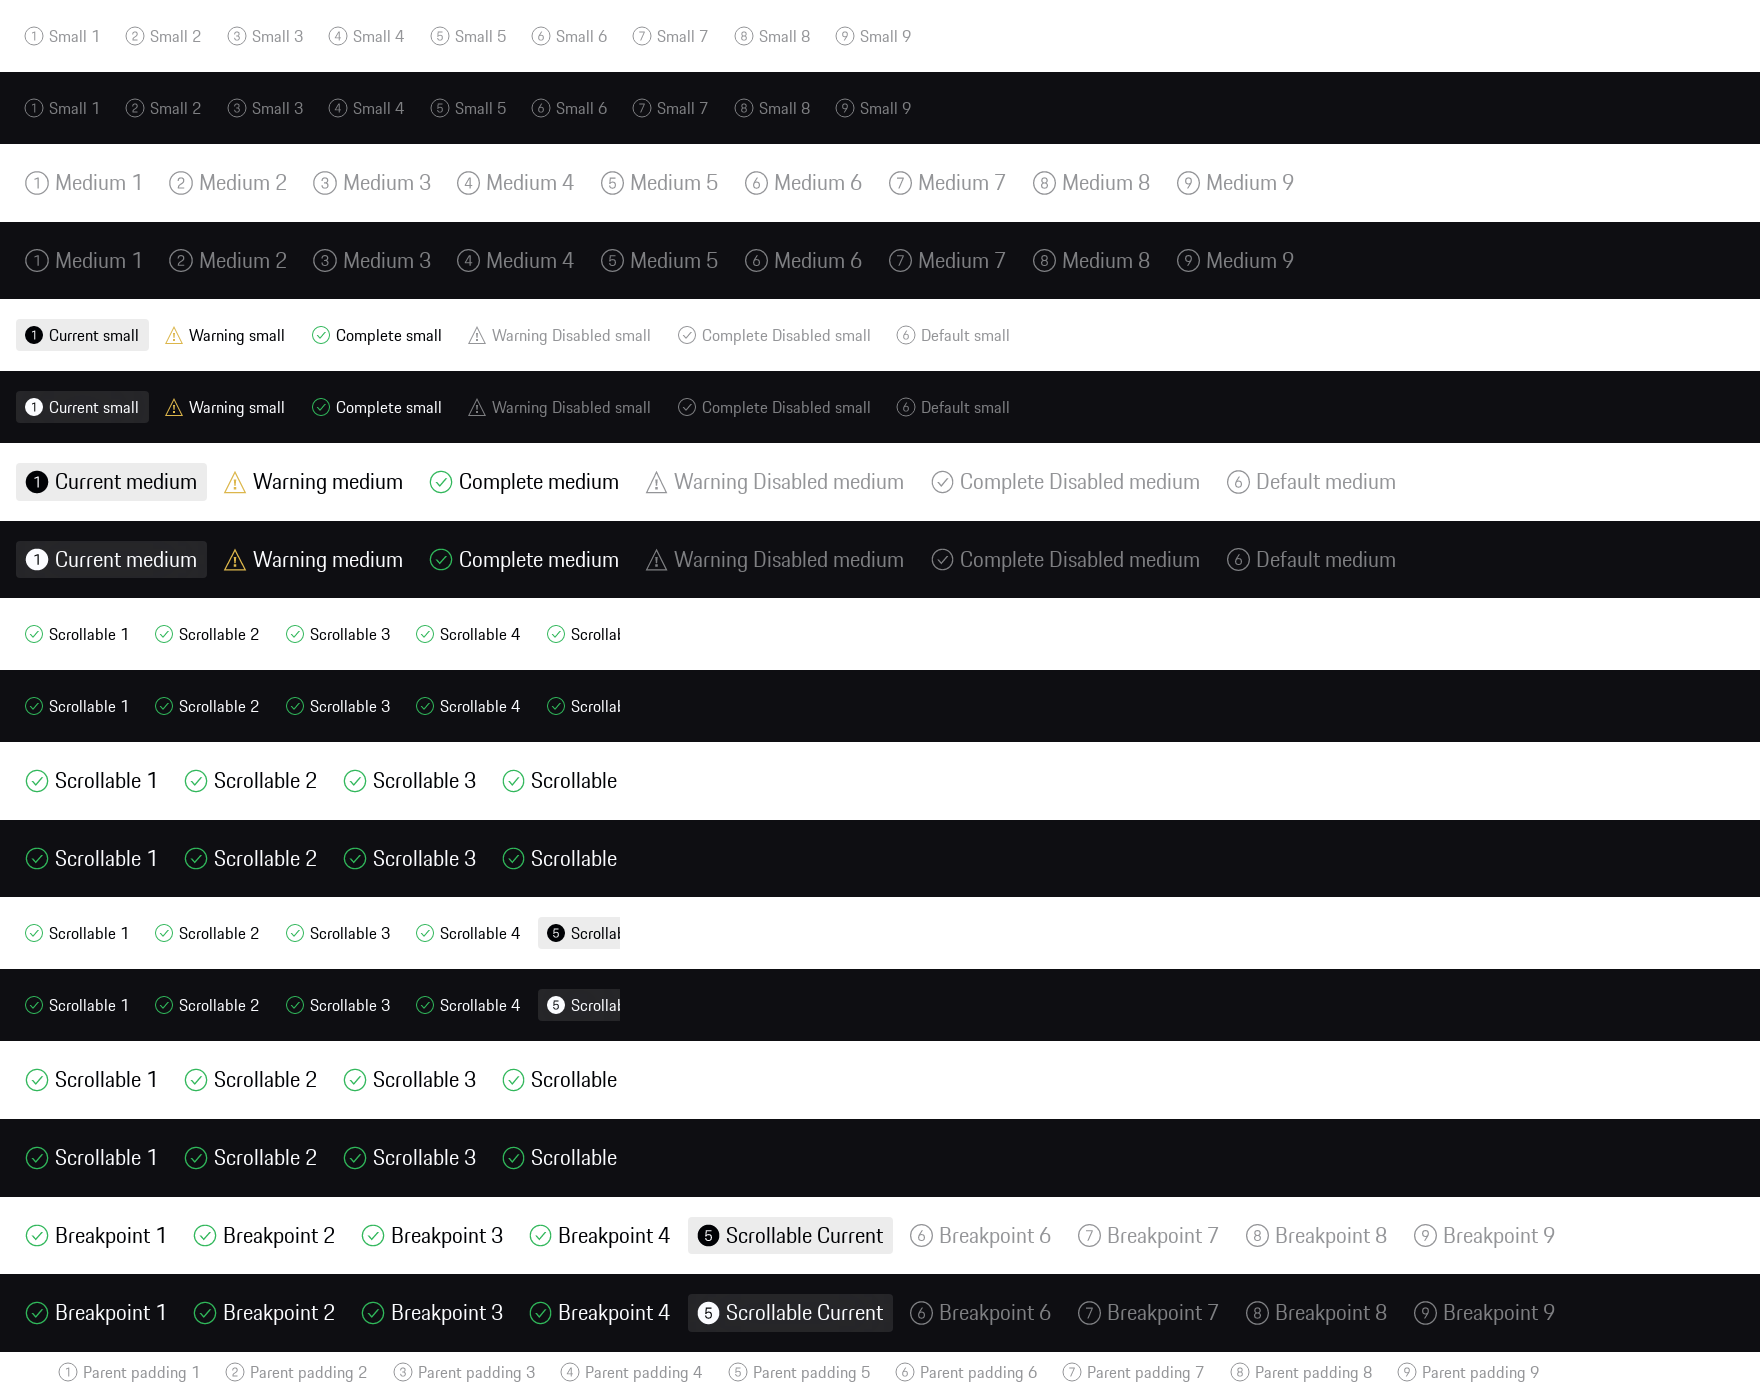 1 Small 1 2 Small 2 3 Small 3 4 Small 4 5 Small 5 6 Small 6 7 Small 7 8 Small 8 9 Small 9
1 Small 1 2 Small 2 3 Small 3 4 Small 4 5 Small 5 6 Small 6 7 Small 7 8 Small 8 9 Small 9
1 Medium 1 2 Medium 2 3 Medium 3 4 Medium 4 5 Medium 5 6 Medium 6 7 Medium 7 8 Medium 8 9 Medium 9
1 Medium 1 2 Medium 2 3 Medium 3 4 Medium 4 5 Medium 5 6 Medium 6 7 Medium 7 8 Medium 8 9 Medium 9
1 Current small Warning small Complete small Warning Disabled small Complete Disabled small 6 Default small
1 Current small Warning small Complete small Warning Disabled small Complete Disabled small 6 Default small
1 Current medium Warning medium Complete medium Warning Disabled medium Complete Disabled medium 6 Default medium
1 Current medium Warning medium Complete medium Warning Disabled medium Complete Disabled medium 6 Default medium
Scrollable 1 Scrollable 2 Scrollable 3 Scrollable 4 Scrollab
Scrollable 1 Scrollable 2 Scrollable 3 Scrollable 4 Scrollab
Scrollable 1 Scrollable 2 Scrollable 3 Scrollable
Scrollable 1 Scrollable 2 Scrollable 3 Scrollable
Scrollable 1 Scrollable 2 Scrollable 3 Scrollable 4 5 Scrollab
Scrollable 1 Scrollable 2 Scrollable 3 Scrollable 4 5 Scrollab
Scrollable 1 Scrollable 2 Scrollable 3 Scrollable
Scrollable 1 Scrollable 2 Scrollable 3 Scrollable
Breakpoint 1 Breakpoint 2 Breakpoint 3 Breakpoint 4 5 Scrollable Current 6 Breakpoint 6 7 Breakpoint 7 8 Breakpoint 8 9 Breakpoint 9
Breakpoint 1 Breakpoint 2 Breakpoint 3 Breakpoint 4 5 Scrollable Current 6 Breakpoint 6 7 Breakpoint 7 8 Breakpoint 8 9 Breakpoint 9
1 Parent padding 1 2 Parent padding 2 3 Parent padding 3 4 Parent padding 4 5 Parent padding 5 6 Parent padding 6 7 Parent padding 7 8 Parent padding 8 9 Parent padding 9